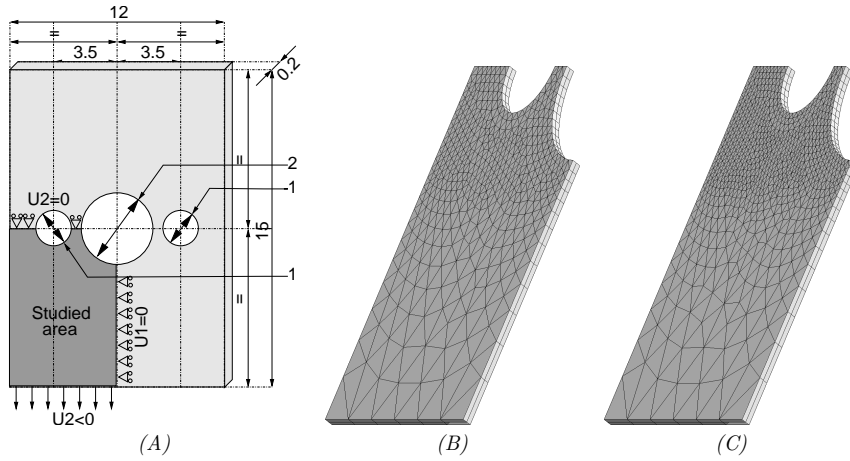 12
= =
3.5 3.5
0.2
=
2
1
U2=0
15
1
=
Studied
area
U1=0
U2<0
(A) (B) (C)